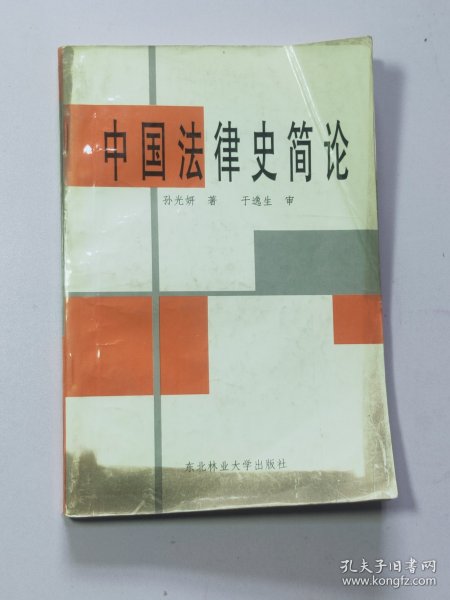 中国法律史简论
孙光妍 著 于逸生 审
东北林业大学出版社
孔夫子旧书网
www.kongfz.com